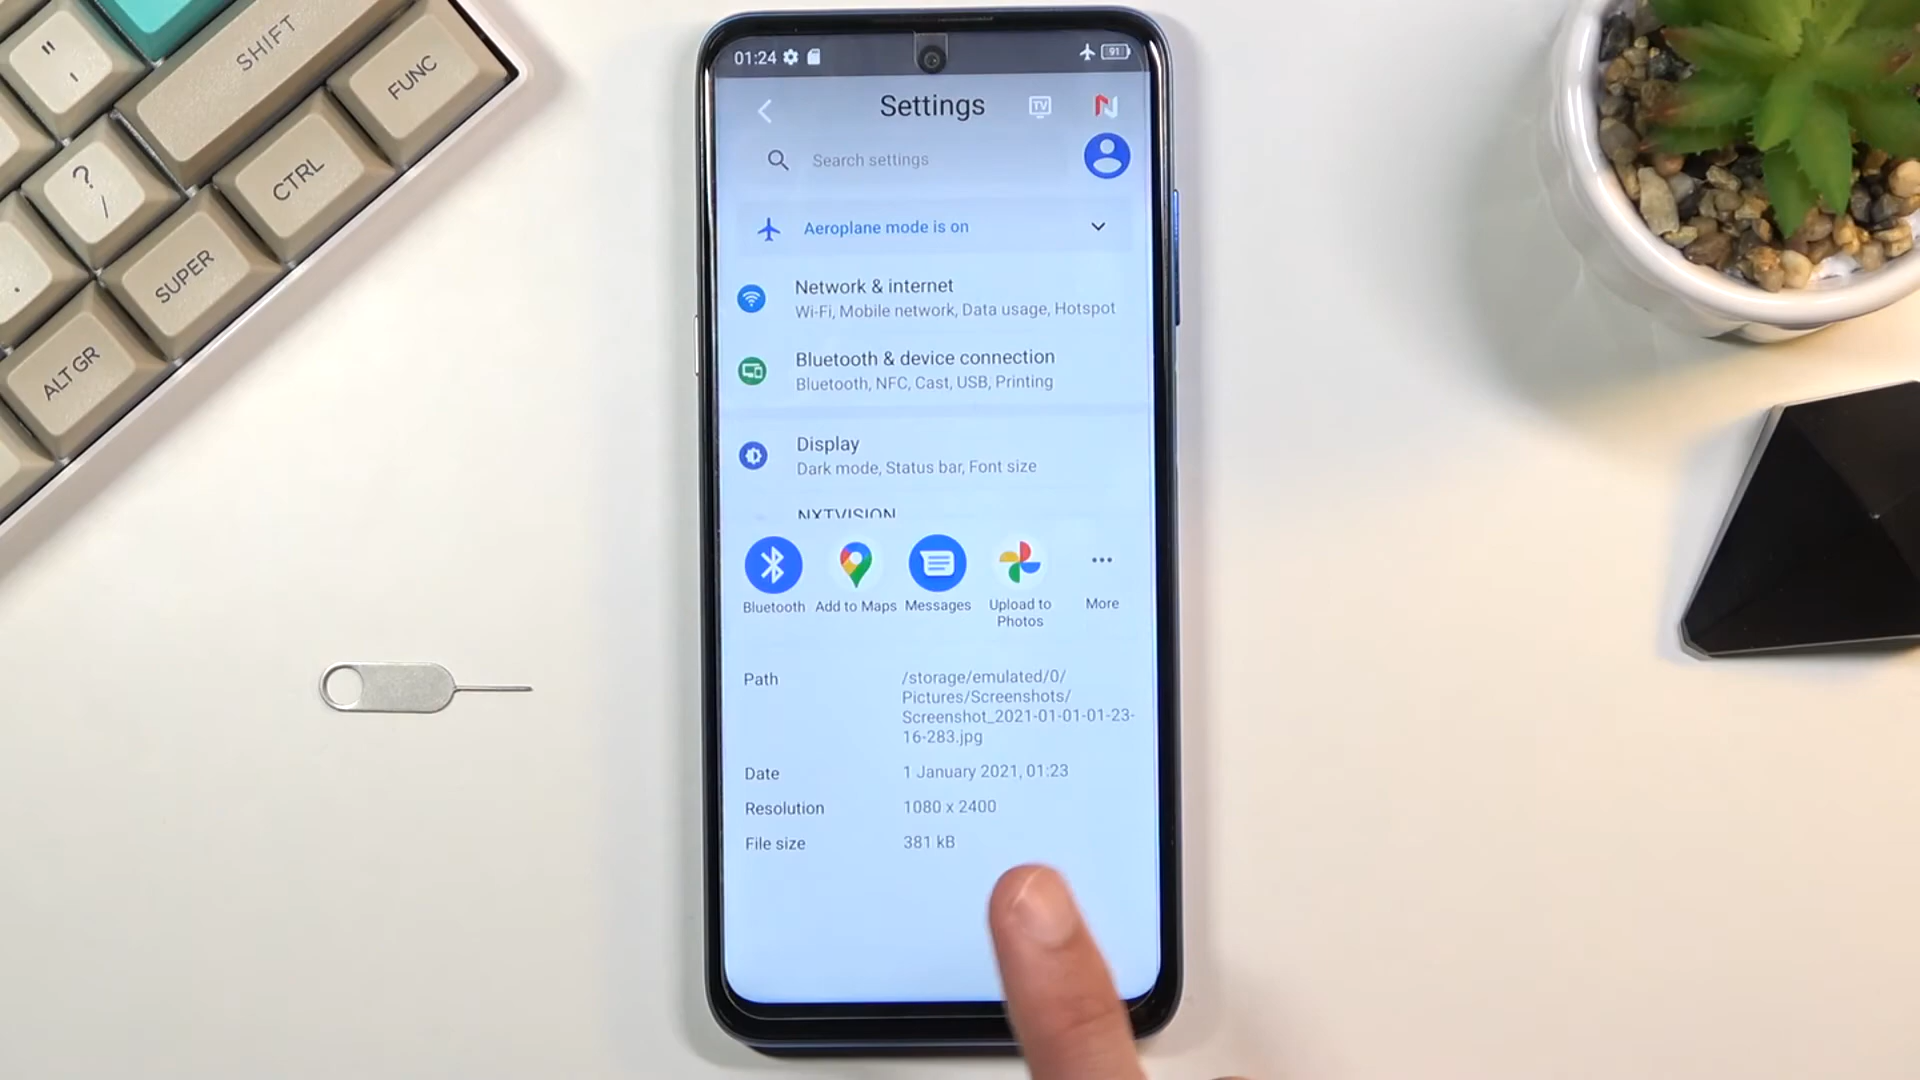 "
'
SHIFT
FUNC
?
/
CTRL
.
SUPER
ALT GR
01:24
91
Settings
TV
N
Search settings
Aeroplane mode is on
Network & internet
Wi-Fi, Mobile network, Data usage, Hotspot
Bluetooth & device connection
Bluetooth, NFC, Cast, USB, Printing
Display
Dark mode, Status bar, Font size
NXTVISION
Bluetooth
Add to Maps
Messages
Upload to
Photos
More
Path
/storage/emulated/0/
Pictures/Screenshots/
Screenshot_2021-01-01-01-23-
16-283.jpg
Date
1 January 2021, 01:23
Resolution
1080 x 2400
File size
381 kB